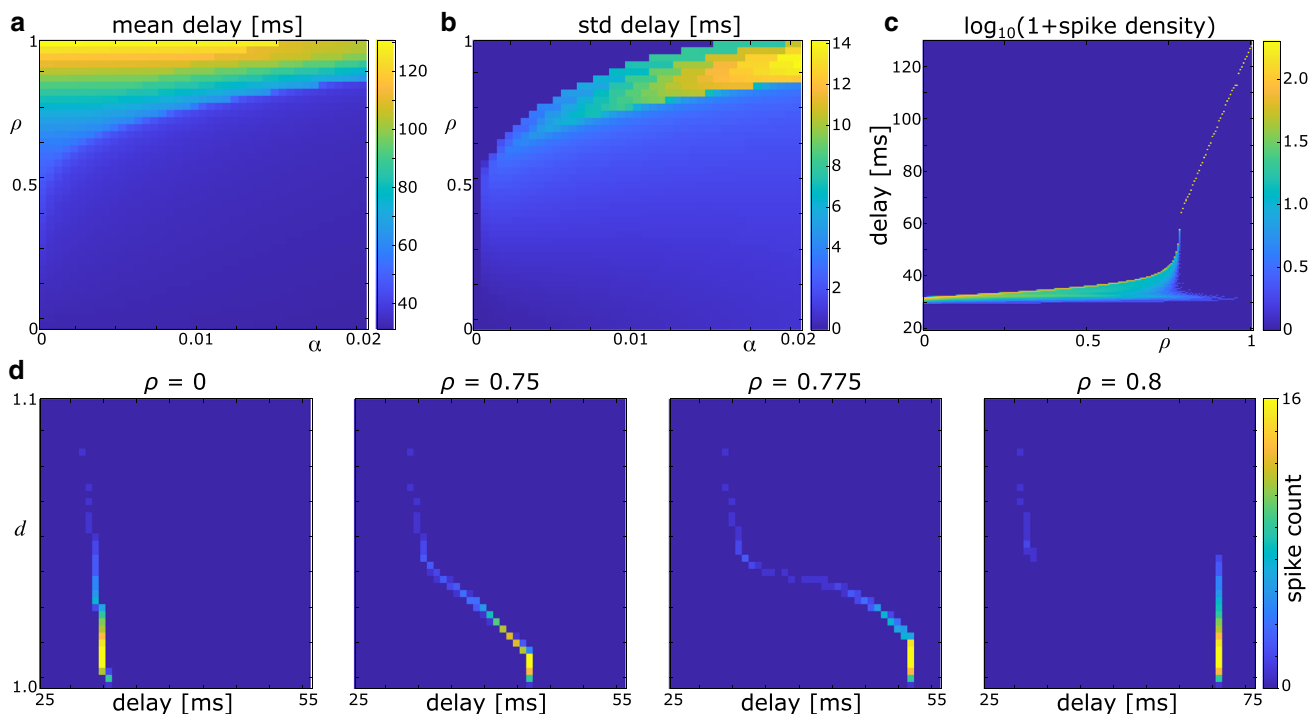 a mean delay [ms]
1
ρ
0.5
0
0.01
α
0.02
120
100
80
60
40
b std delay [ms]
1
ρ
0.5
0
0.01
α
0.02
14
12
10
8
6
4
2
0
c log₁₀(1+spike density)
delay [ms]
120
100
80
60
40
20
0
0.5
ρ
1
2.0
1.5
1.0
0.5
0
d
ρ = 0
ρ = 0.75
ρ = 0.775
ρ = 0.8
1.1
d
1.0
25 delay [ms] 55
25 delay [ms] 55
25 delay [ms] 55
25 delay [ms] 75
16
spike count
0